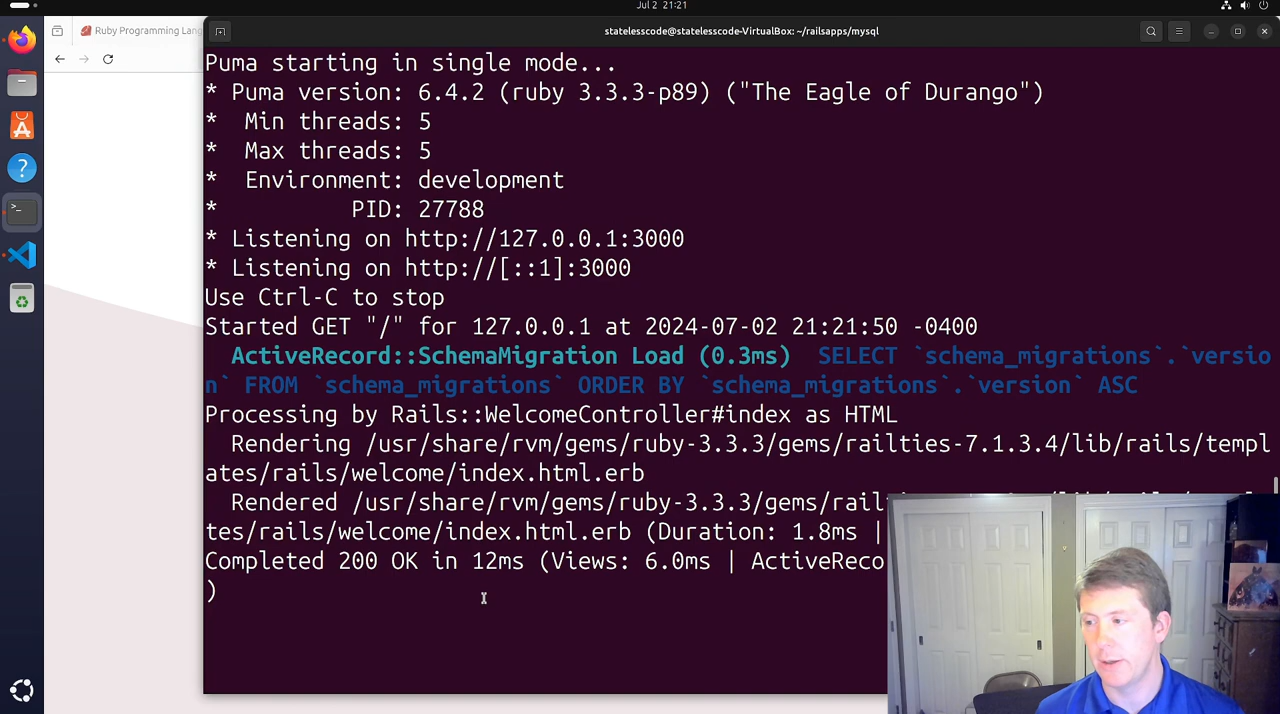 Jul 2 21:21
Ruby Programming Lan
statelesscode@statelesscode-VirtualBox: ~/railsapps/mysql
Puma starting in single mode...
* Puma version: 6.4.2 (ruby 3.3.3-p89) ("The Eagle of Durango")
* Min threads: 5
* Max threads: 5
* Environment: development
* PID: 27788
* Listening on http://127.0.0.1:3000
* Listening on http://[::1]:3000
Use Ctrl-C to stop
Started GET "/" for 127.0.0.1 at 2024-07-02 21:21:50 -0400
ActiveRecord::SchemaMigration Load (0.3ms) SELECT `schema_migrations`.`versio
n` FROM `schema_migrations` ORDER BY `schema_migrations`.`version` ASC
Processing by Rails::WelcomeController#index as HTML
Rendering /usr/share/rvm/gems/ruby-3.3.3/gems/railties-7.1.3.4/lib/rails/templ
ates/rails/welcome/index.html.erb
Rendered /usr/share/rvm/gems/ruby-3.3.3/gems/rail
ates/rails/welcome/index.html.erb (Duration: 1.8ms |
Completed 200 OK in 12ms (Views: 6.0ms | ActiveReco
)